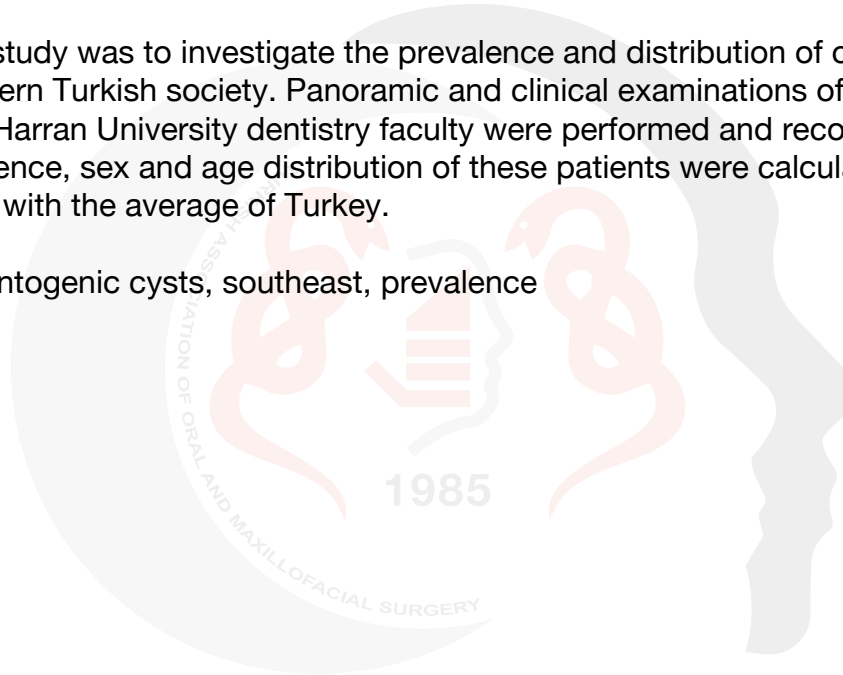 study was to investigate the prevalence and distribution of
ern Turkish society. Panoramic and clinical examinations of
Harran University dentistry faculty were performed and reco
ence, sex and age distribution of these patients were calcul
with the average of Turkey.
ntogenic cysts, southeast, prevalence
ASSOCIATION OF ORAL AND MAXILLOFACIAL SURGERY
1985